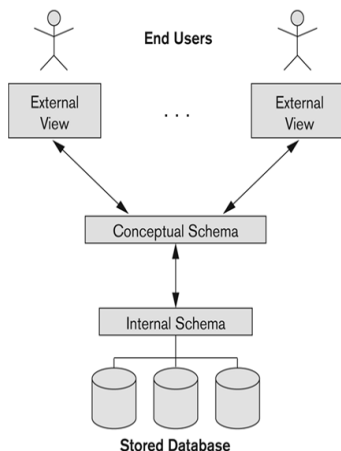 End Users
External
View
. . .
External
View
Conceptual Schema
Internal Schema
Stored Database